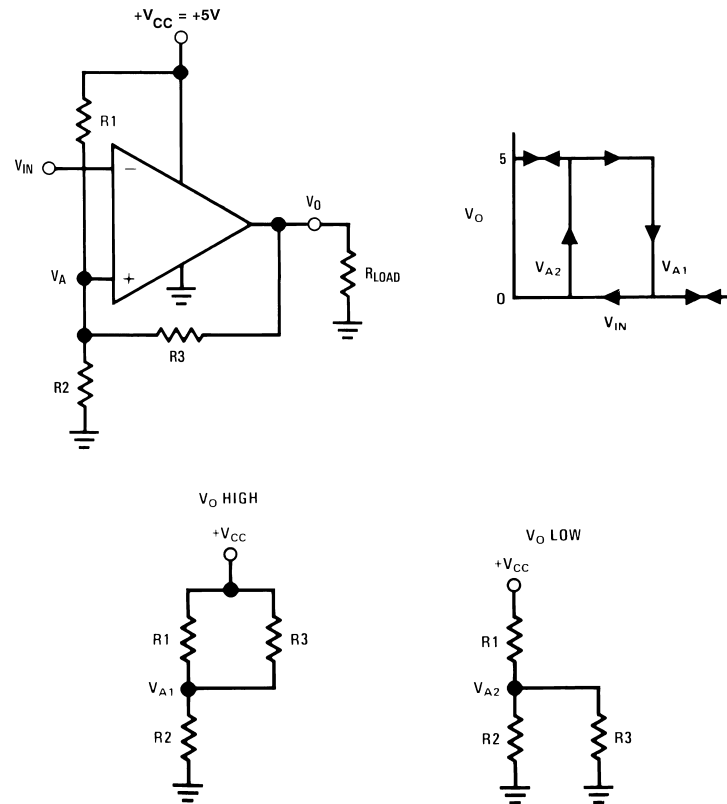 +VCC = +5V
R1
VIN
−
VO
VA
+
RLOAD
R3
R2
5
VO
VA2
VA1
0
VIN
VO HIGH
+VCC
R1
R3
VA1
R2
VO LOW
+VCC
R1
VA2
R2
R3